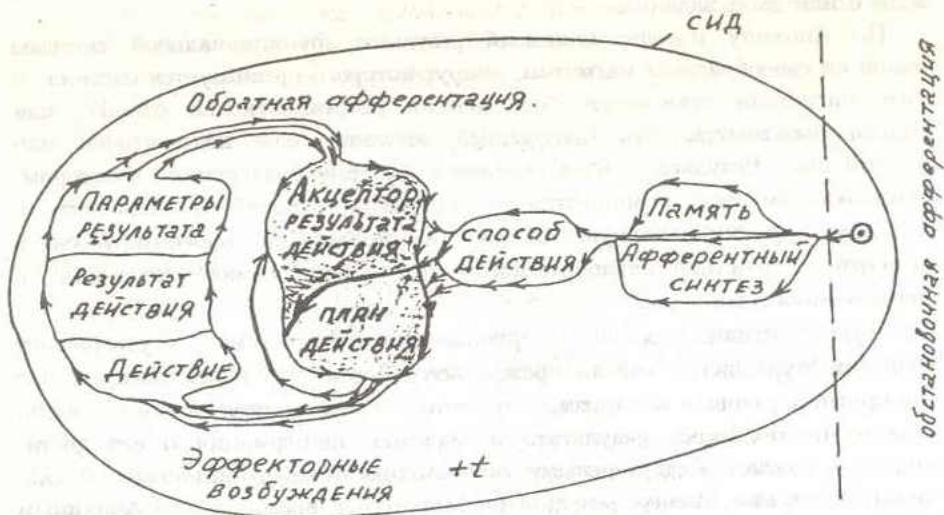 СИД
Обратная афферентация
Параметры
результата
Результат
действия
Действие
Акцептор
результата
действия
план
действия
способ
действия
Память
Афферентный
синтез
обстановочная афферентация
Эффекторные
возбуждения
+t